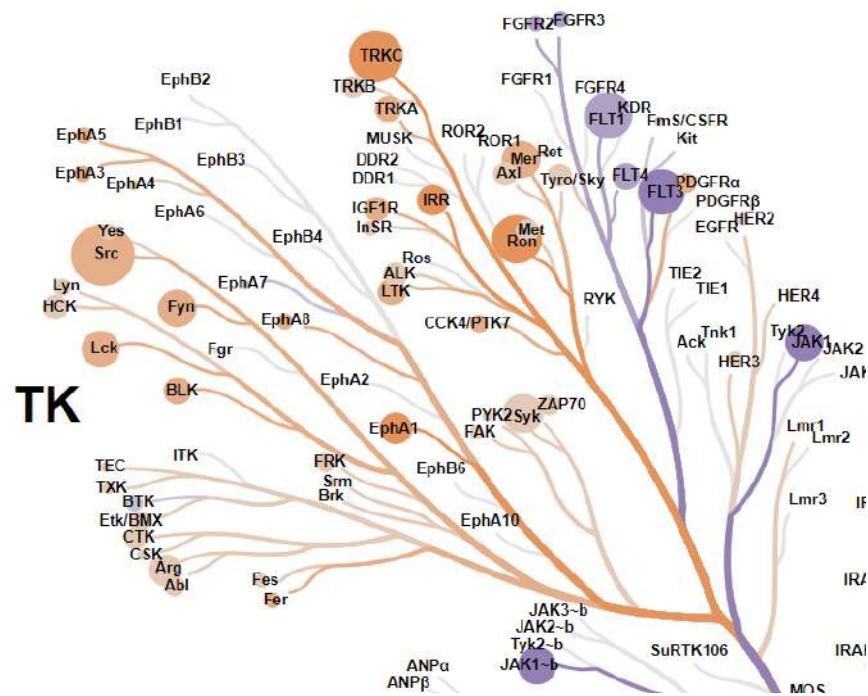 FGFR2
FGFR3
TRKC
EphB2
TRKB
FGFR1
FGFR4
TRKA
KDR
FLT1
FmS/CSFR
EphB1
EphA5
MUSK
ROR2
ROR1
Kit
DDR2
Mer
Ret
EphB3
EphA3
DDR1
Axl
Tyro/Sky
FLT4
FLT3
PDGFRα
EphA4
IRR
PDGFRβ
EphA6
IGF1R
InSR
EGFR
HER2
Yes
EphB4
Met
Ron
Src
Ros
ALK
LTK
TIE2
TIE1
Lyn
HCK
EphA7
RYK
HER4
Fyn
EphA8
CCK4/PTK7
Tnk1
Tyk2
Ack
JAK1
JAK2
Lck
Fgr
HER3
JAK
EphA2
BLK
TK
ZAP70
PYK2
Syk
EphA1
FAK
Lmr1
Lmr2
ITK
TEC
FRK
EphB6
TXK
Srm
Brk
BTK
Lmr3
Etk/BMX
EphA10
CTK
CSK
Arg
Abl
Fes
Fer
IRA
JAK3~b
JAK2~b
Tyk2~b
JAK1~b
SuRTK106
IRAI
ANPα
ANPβ
MOS